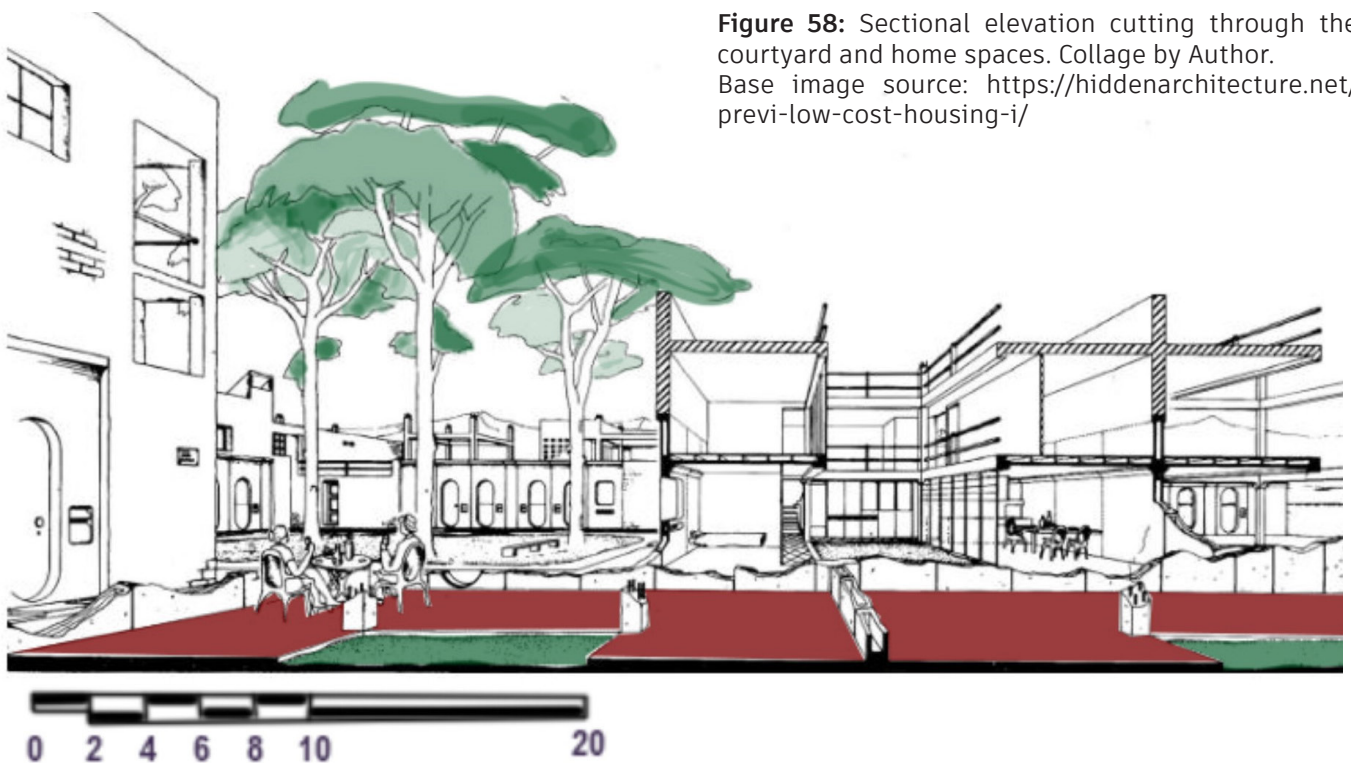 Figure 58: Sectional elevation cutting through the
courtyard and home spaces. Collage by Author.
Base image source: https://hiddenarchitecture.net/
previ-low-cost-housing-i/
0 2 4 6 8 10 20